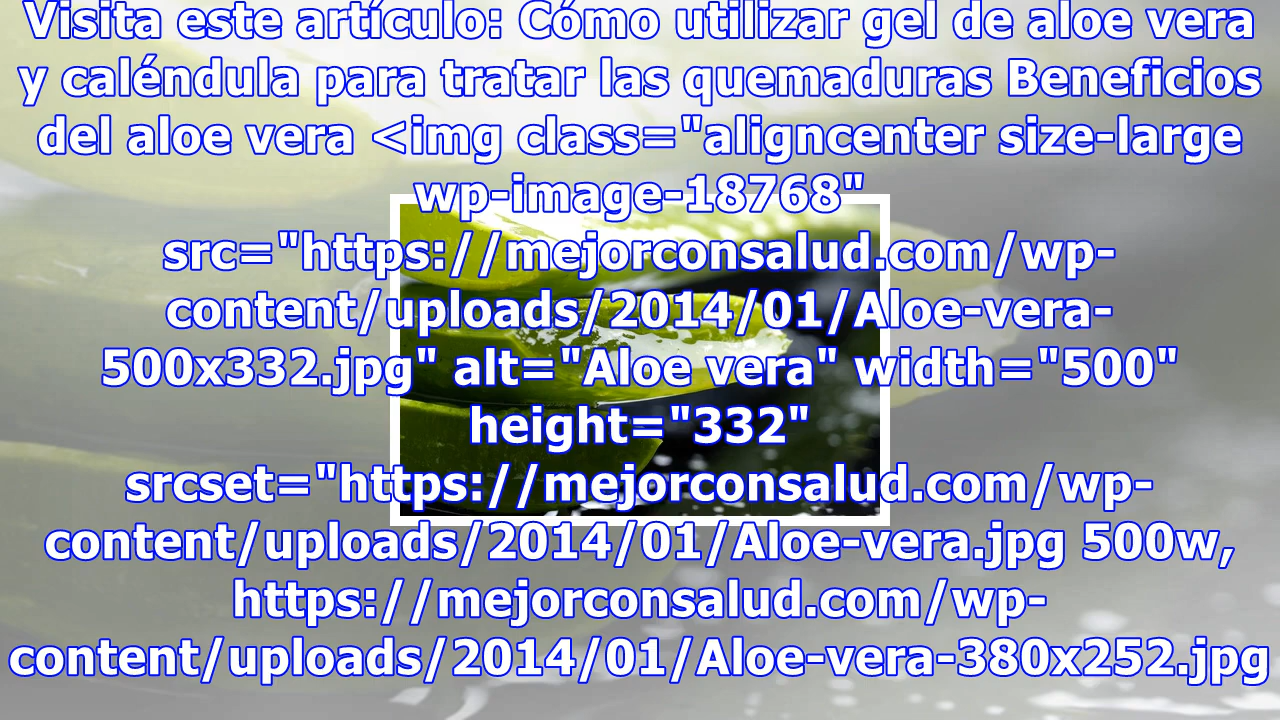 Visita este artículo: Cómo utilizar gel de aloe vera
y caléndula para tratar las quemaduras Beneficios
del aloe vera <img class="aligncenter size-large
wp-image-18768"
src="https://mejorconsalud.com/wp-
content/uploads/2014/01/Aloe-vera-
500x332.jpg" alt="Aloe vera" width="500"
height="332"
srcset="https://mejorconsalud.com/wp-
content/uploads/2014/01/Aloe-vera.jpg 500w,
https://mejorconsalud.com/wp-
content/uploads/2014/01/Aloe-vera-380x252.jpg